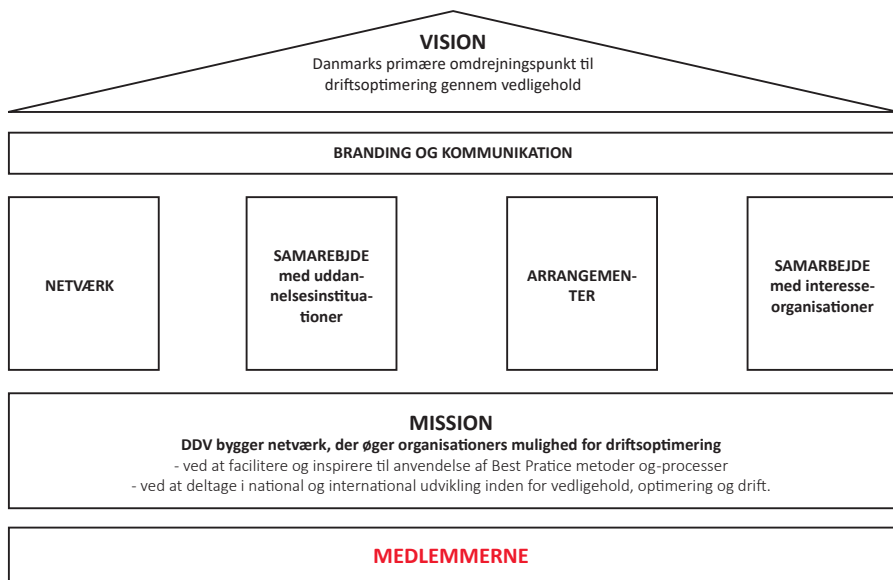 VISION
Danmarks primære omdrejningspunkt til
driftsoptimering gennem vedligehold
BRANDING OG KOMMUNIKATION
NETVÆRK
SAMAREBJDE
med uddan-
nelsesinstitua-
tioner
ARRANGEMEN-
TER
SAMARBEJDE
med interesse-
organisationer
MISSION
DDV bygger netværk, der øger organisationers mulighed for driftsoptimering
- ved at facilitere og inspirere til anvendelse af Best Pratice metoder og-processer
- ved at deltage i national og international udvikling inden for vedligehold, optimering og drift.
MEDLEMMERNE